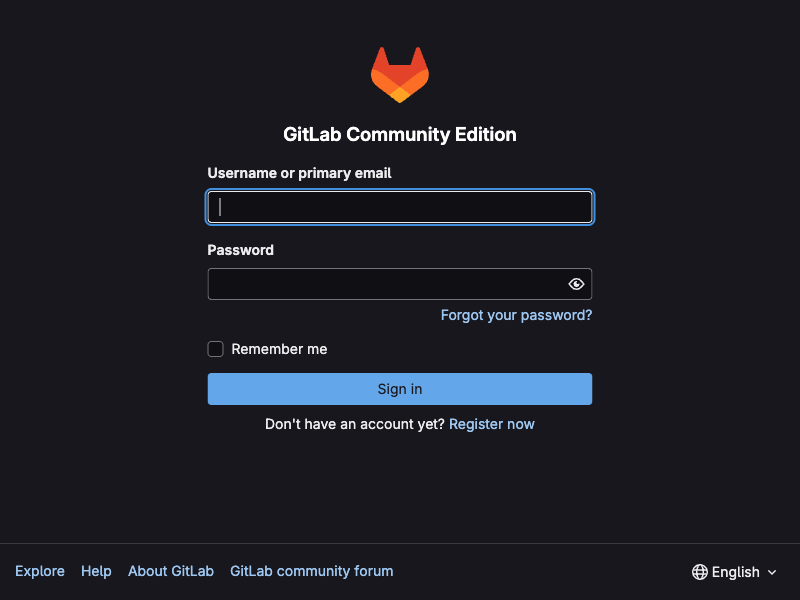 GitLab Community Edition
Username or primary email
Password
Forgot your password?
Remember me
Sign in
Don't have an account yet? Register now
Explore Help About GitLab GitLab community forum English